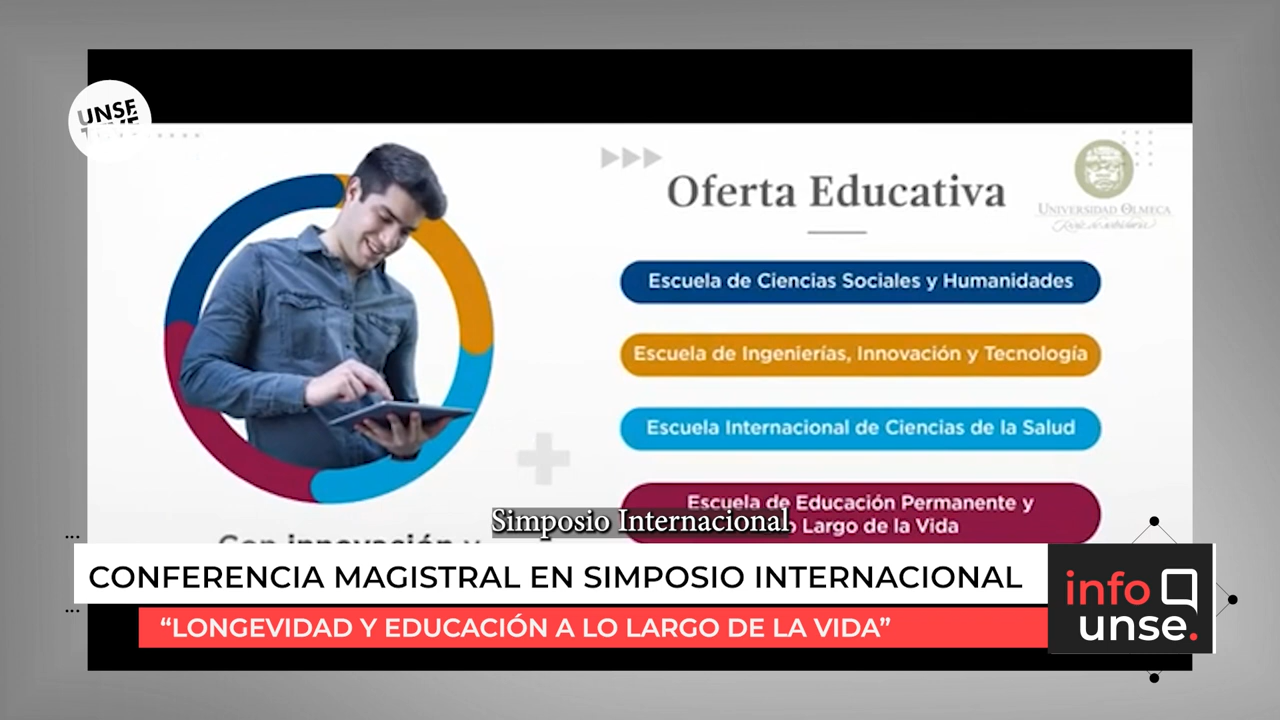 UNSE
Oferta Educativa
UNIVERSIDAD OLMECA
Escuela de Ciencias Sociales y Humanidades
Escuela de Ingenierías, Innovación y Tecnología
Escuela Internacional de Ciencias de la Salud
Escuela de Educación Permanente y
Largo de la Vida
Simposio Internacional
Con innovación y
CONFERENCIA MAGISTRAL EN SIMPOSIO INTERNACIONAL
“LONGEVIDAD Y EDUCACIÓN A LO LARGO DE LA VIDA”
info
unse.